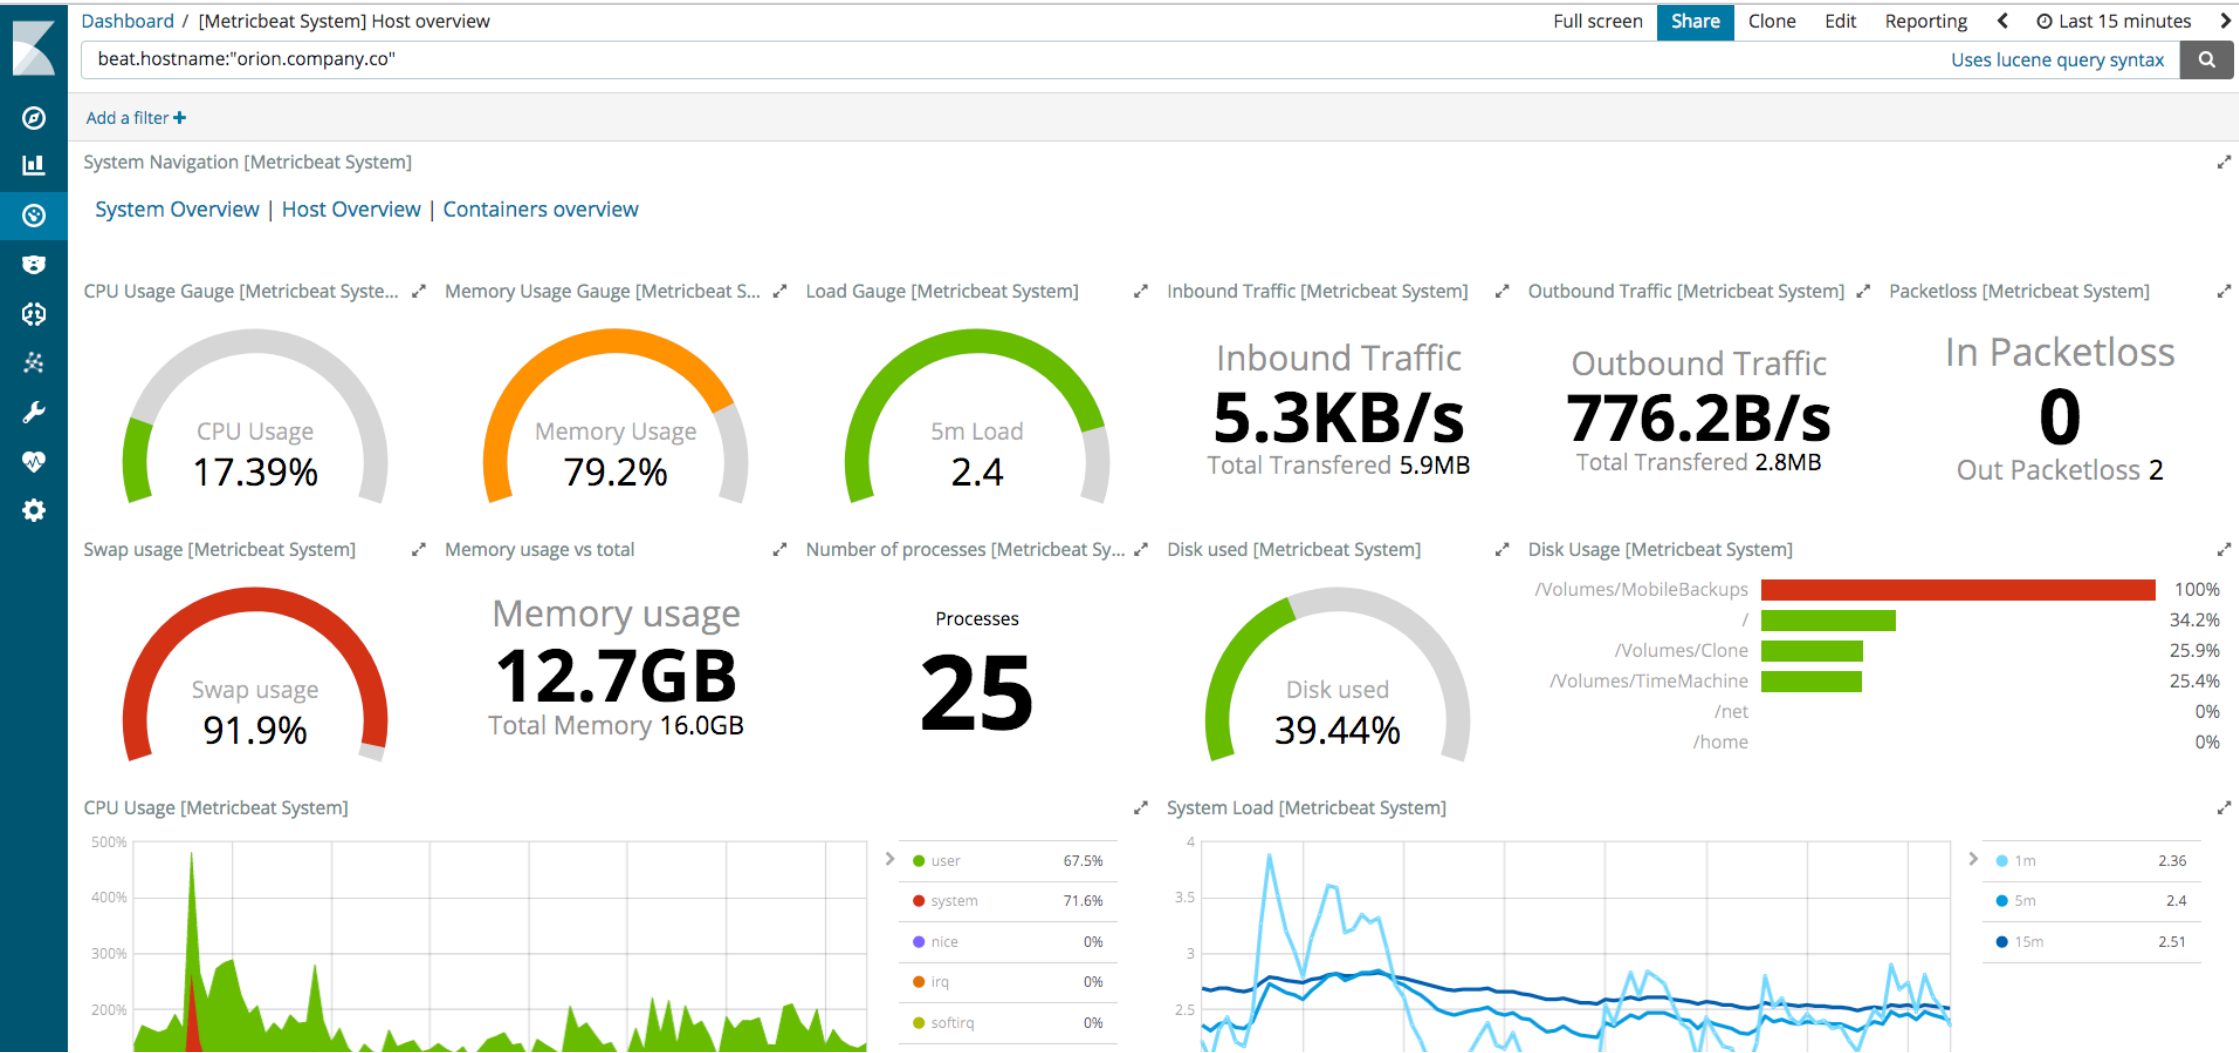 Dashboard / [Metricbeat System] Host overview
Full screen Share Clone Edit Reporting Last 15 minutes
beat.hostname:"orion.company.co"
Uses lucene query syntax
Add a filter +
System Navigation [Metricbeat System]
System Overview | Host Overview | Containers overview
CPU Usage Gauge [Metricbeat Syste...
Memory Usage Gauge [Metricbeat S...
Load Gauge [Metricbeat System]
Inbound Traffic [Metricbeat System]
Outbound Traffic [Metricbeat System]
Packetloss [Metricbeat System]
CPU Usage
17.39%
Memory Usage
79.2%
5m Load
2.4
Inbound Traffic
5.3KB/s
Total Transfered 5.9MB
Outbound Traffic
776.2B/s
Total Transfered 2.8MB
In Packetloss
0
Out Packetloss 2
Swap usage [Metricbeat System]
Memory usage vs total
Number of processes [Metricbeat Sy...
Disk used [Metricbeat System]
Disk Usage [Metricbeat System]
Swap usage
91.9%
Memory usage
12.7GB
Total Memory 16.0GB
Processes
25
Disk used
39.44%
/Volumes/MobileBackups 100%
/ 34.2%
/Volumes/Clone 25.9%
/Volumes/TimeMachine 25.4%
/net 0%
/home 0%
CPU Usage [Metricbeat System]
500%
400%
300%
200%
user 67.5%
system 71.6%
nice 0%
irq 0%
softirq 0%
System Load [Metricbeat System]
4
3.5
3
2.5
1m 2.36
5m 2.4
15m 2.51